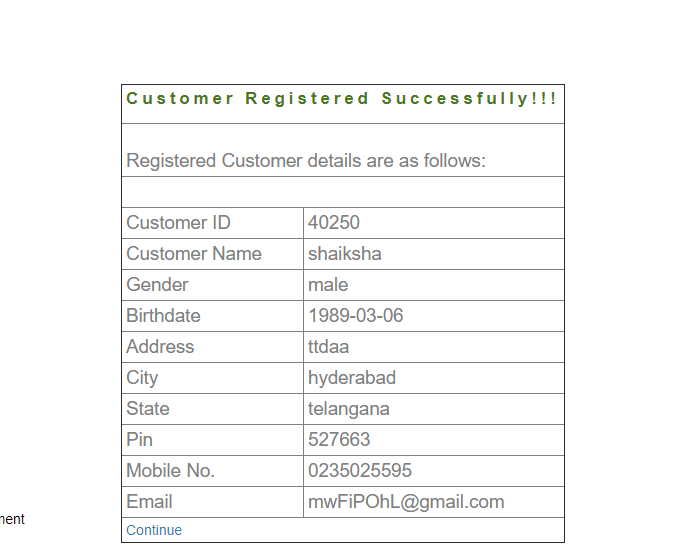 Customer Registered Successfully!!!
Registered Customer details are as follows:
Customer ID 40250
Customer Name shaiksha
Gender male
Birthdate 1989-03-06
Address ttdaa
City hyderabad
State telangana
Pin 527663
Mobile No. 0235025595
Email mwFiPOhL@gmail.com
nent
Continue